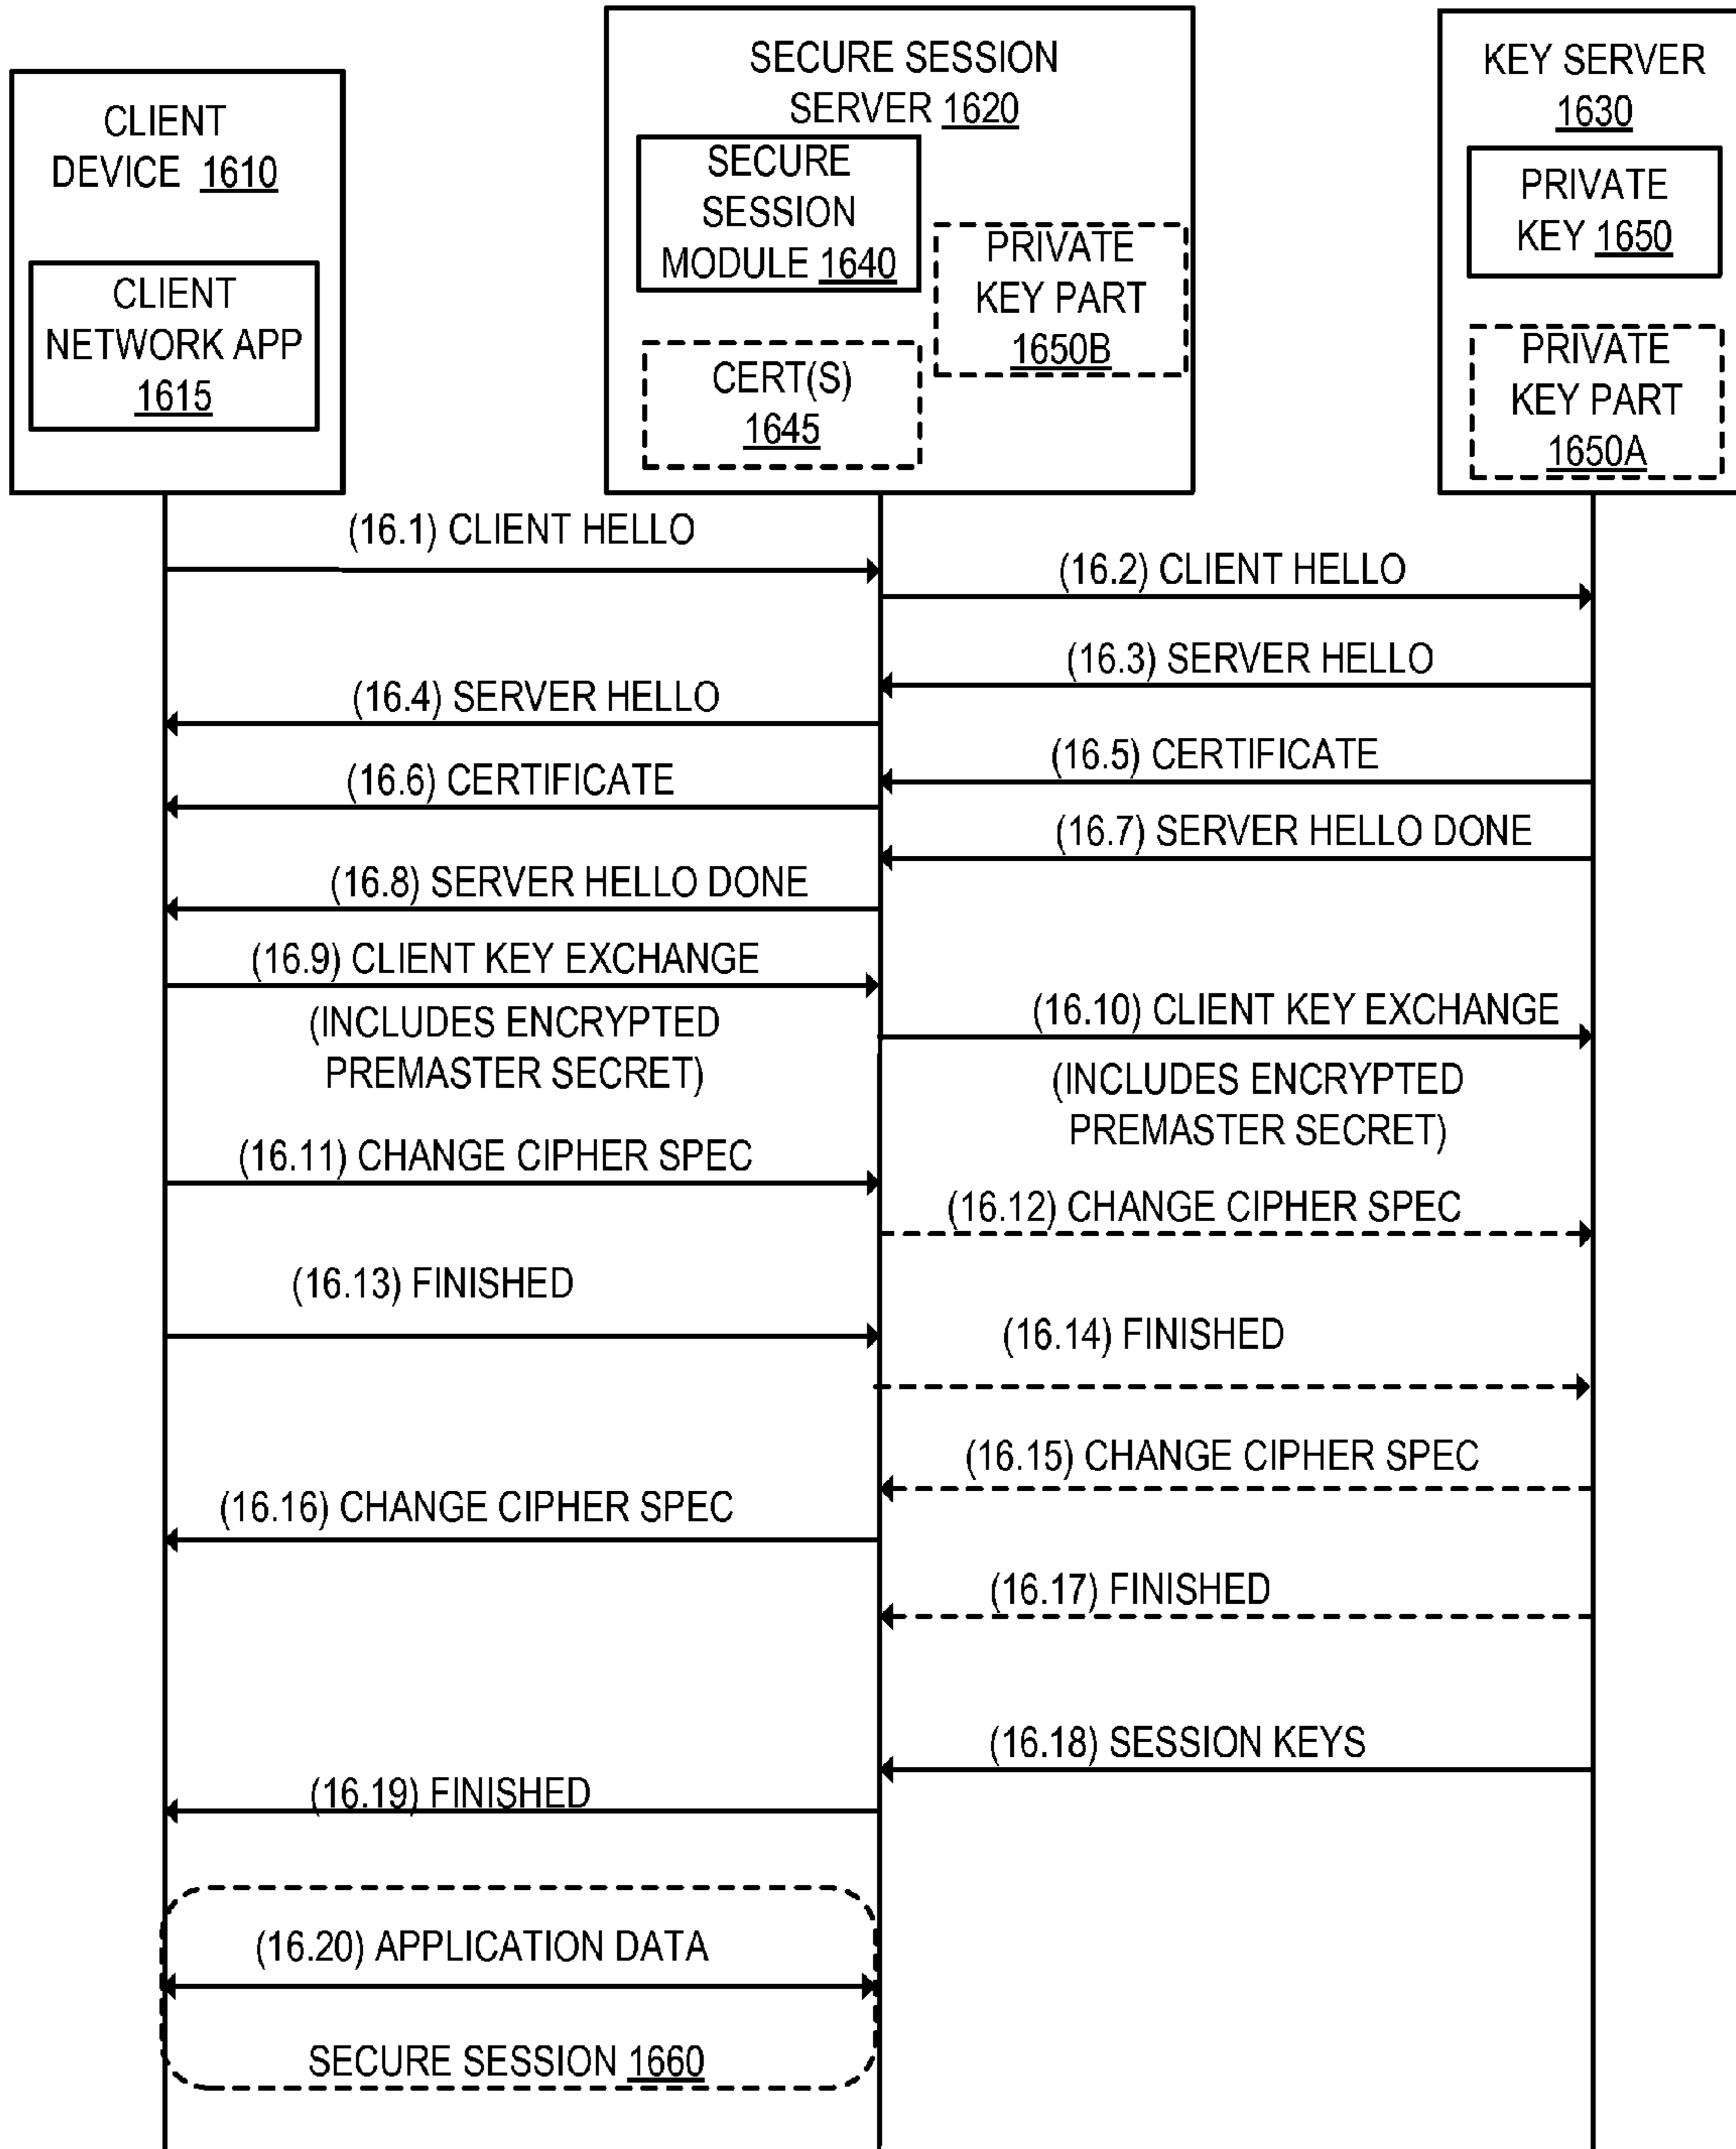 CLIENT
DEVICE 1610
CLIENT
NETWORK APP
1615
SECURE SESSION
SERVER 1620
SECURE
SESSION
MODULE 1640
PRIVATE
KEY PART
1650B
CERT(S)
1645
KEY SERVER
1630
PRIVATE
KEY 1650
PRIVATE
KEY PART
1650A
(16.1) CLIENT HELLO
(16.2) CLIENT HELLO
(16.3) SERVER HELLO
(16.4) SERVER HELLO
(16.5) CERTIFICATE
(16.6) CERTIFICATE
(16.7) SERVER HELLO DONE
(16.8) SERVER HELLO DONE
(16.9) CLIENT KEY EXCHANGE
(INCLUDES ENCRYPTED
PREMASTER SECRET)
(16.10) CLIENT KEY EXCHANGE
(INCLUDES ENCRYPTED
PREMASTER SECRET)
(16.11) CHANGE CIPHER SPEC
(16.12) CHANGE CIPHER SPEC
(16.13) FINISHED
(16.14) FINISHED
(16.15) CHANGE CIPHER SPEC
(16.16) CHANGE CIPHER SPEC
(16.17) FINISHED
(16.18) SESSION KEYS
(16.19) FINISHED
(16.20) APPLICATION DATA
SECURE SESSION 1660